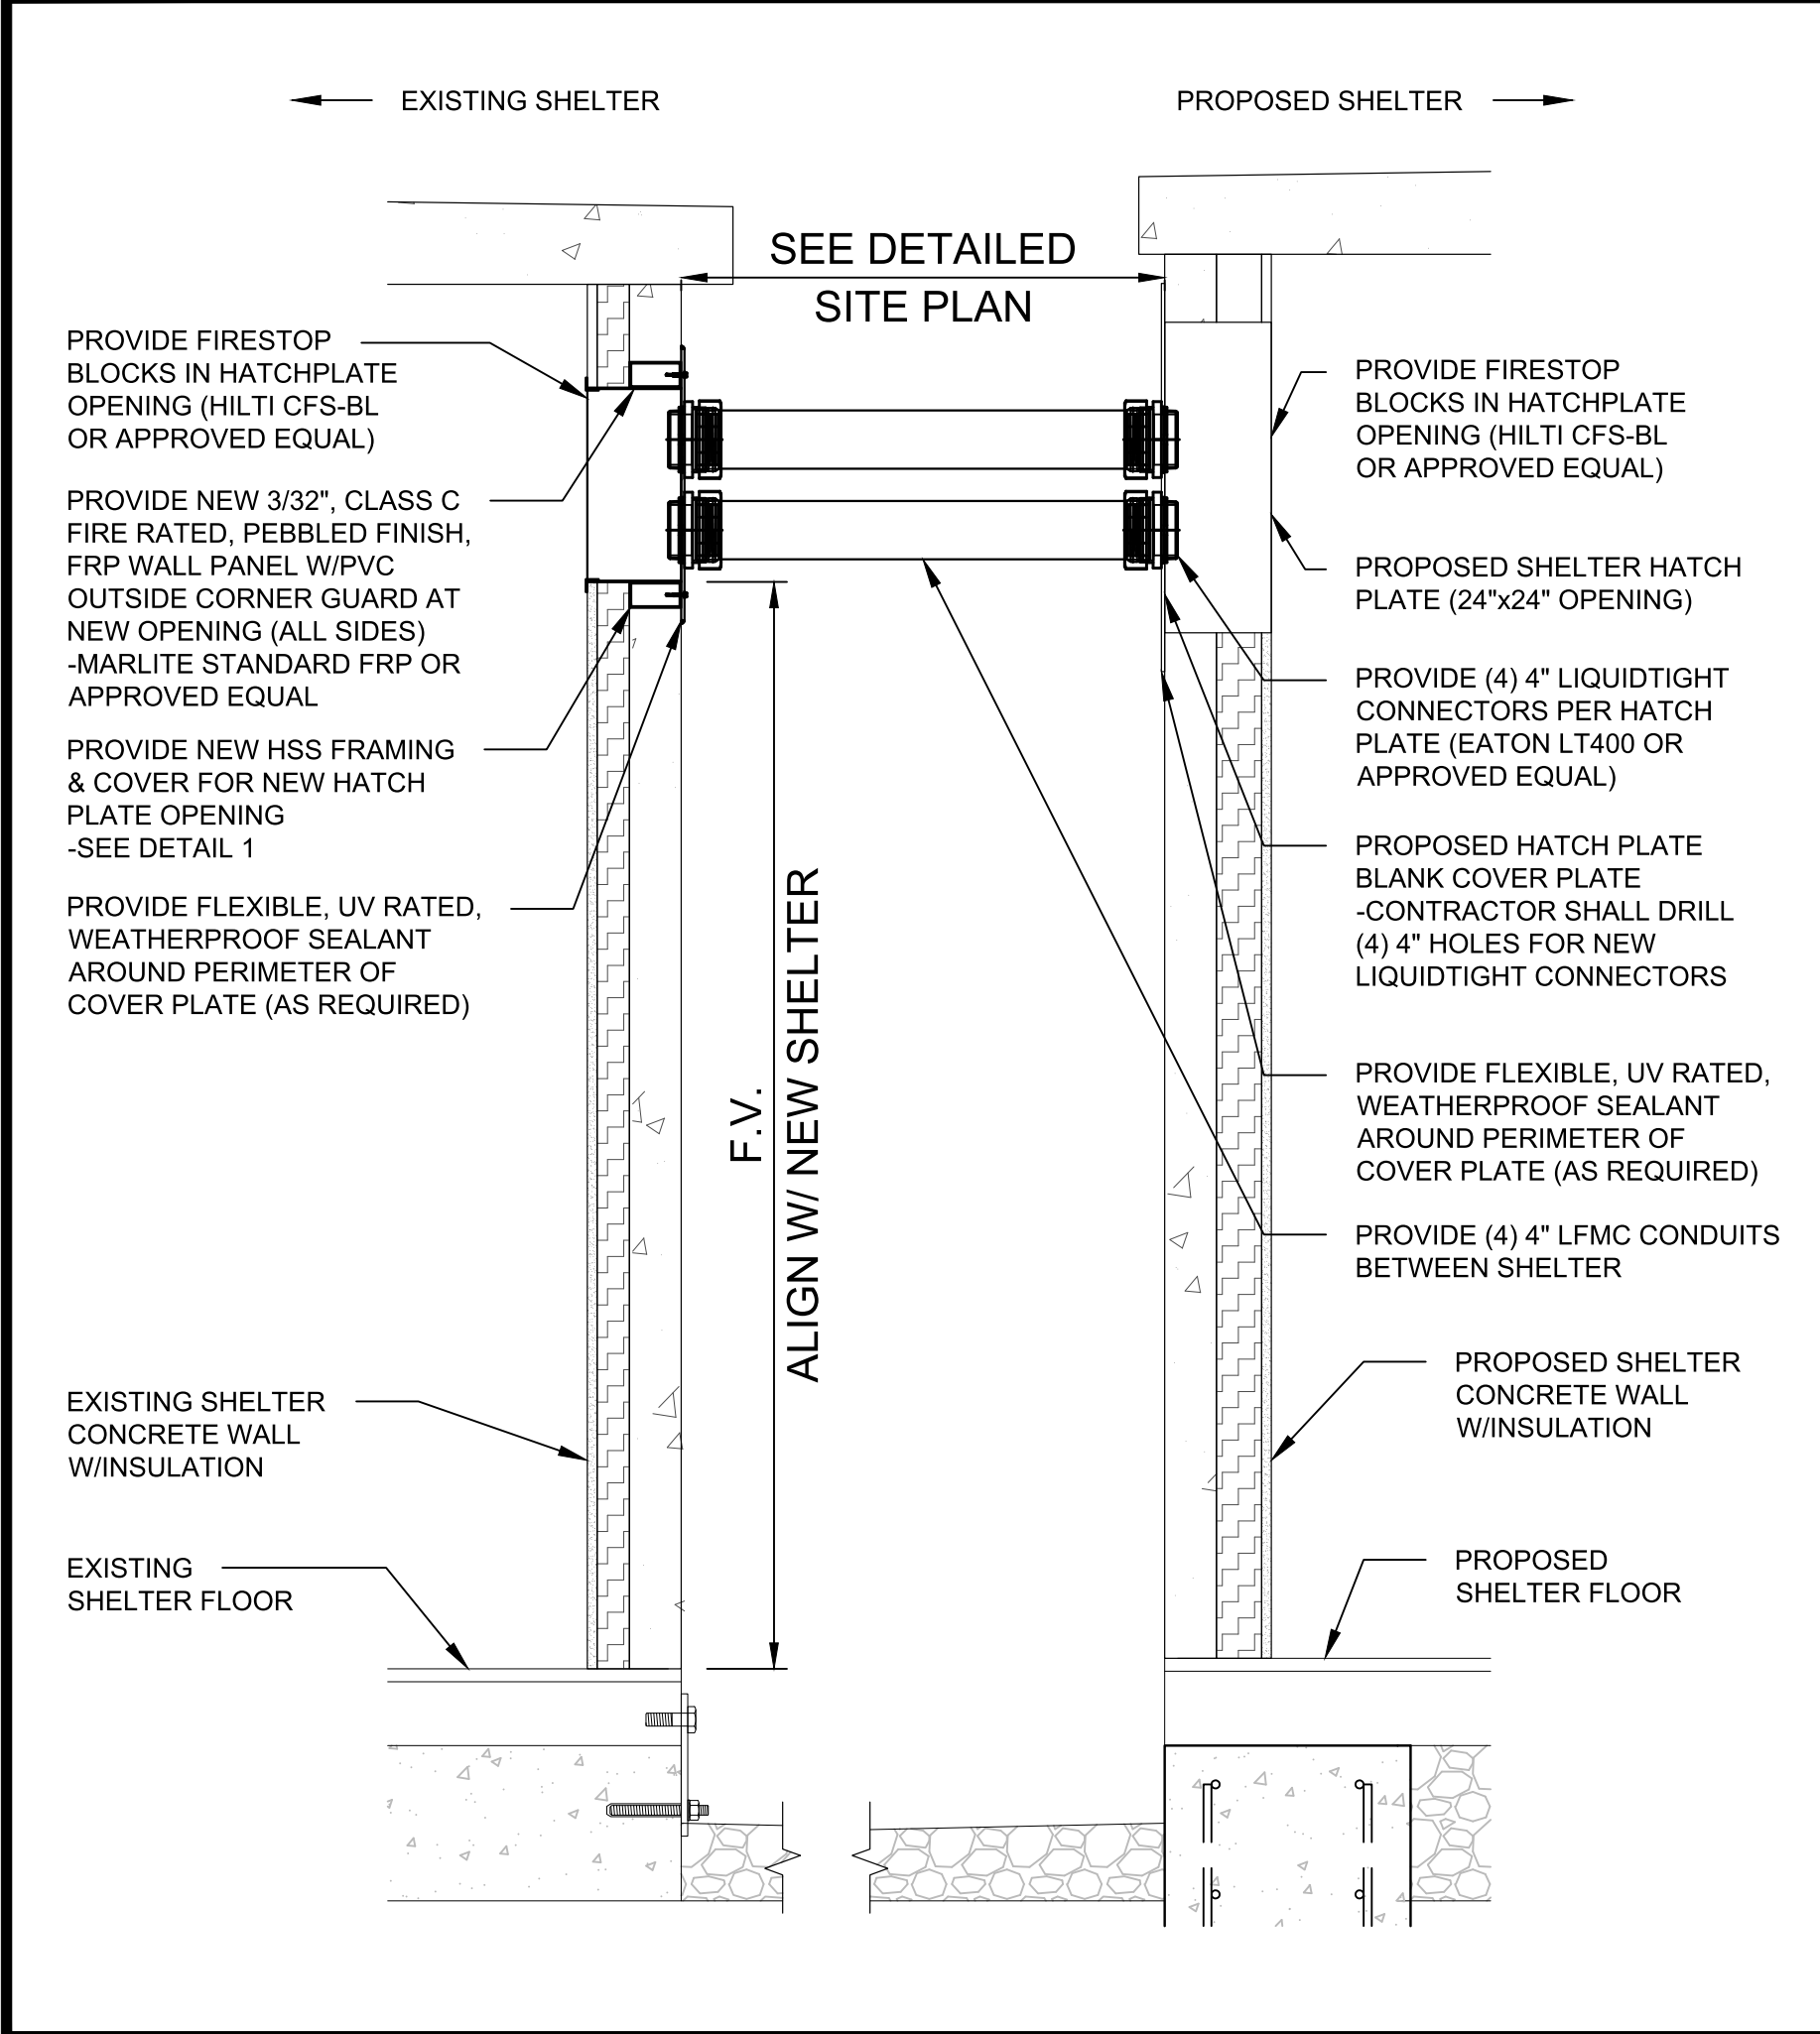 EXISTING SHELTER
PROPOSED SHELTER
SEE DETAILED
SITE PLAN
PROVIDE FIRESTOP
BLOCKS IN HATCHPLATE
OPENING (HILTI CFS-BL
OR APPROVED EQUAL)
PROVIDE NEW 3/32", CLASS C
FIRE RATED, PEBBLED FINISH,
FRP WALL PANEL W/PVC
OUTSIDE CORNER GUARD AT
NEW OPENING (ALL SIDES)
-MARLITE STANDARD FRP OR
APPROVED EQUAL
PROVIDE NEW HSS FRAMING
& COVER FOR NEW HATCH
PLATE OPENING
-SEE DETAIL 1
PROVIDE FLEXIBLE, UV RATED,
WEATHERPROOF SEALANT
AROUND PERIMETER OF
COVER PLATE (AS REQUIRED)
EXISTING SHELTER
CONCRETE WALL
W/INSULATION
EXISTING
SHELTER FLOOR
F.V.
ALIGN W/ NEW SHELTER
PROVIDE FIRESTOP
BLOCKS IN HATCHPLATE
OPENING (HILTI CFS-BL
OR APPROVED EQUAL)
PROPOSED SHELTER HATCH
PLATE (24"x24" OPENING)
PROVIDE (4) 4" LIQUIDTIGHT
CONNECTORS PER HATCH
PLATE (EATON LT400 OR
APPROVED EQUAL)
PROPOSED HATCH PLATE
BLANK COVER PLATE
-CONTRACTOR SHALL DRILL
(4) 4" HOLES FOR NEW
LIQUIDTIGHT CONNECTORS
PROVIDE FLEXIBLE, UV RATED,
WEATHERPROOF SEALANT
AROUND PERIMETER OF
COVER PLATE (AS REQUIRED)
PROVIDE (4) 4" LFMC CONDUITS
BETWEEN SHELTER
PROPOSED SHELTER
CONCRETE WALL
W/INSULATION
PROPOSED
SHELTER FLOOR